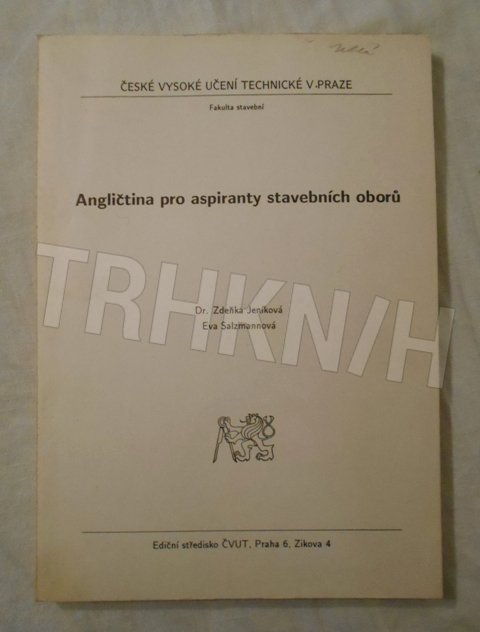 ČESKÉ VYSOKÉ UČENÍ TECHNICKÉ V PRAZE
Fakulta stavební
Angličtina pro aspiranty stavebních oborů
TRHKNIH
Dr. Zdeňka Jeníková
Eva Salzmannová
Ediční středisko ČVUT, Praha 6, Zikova 4